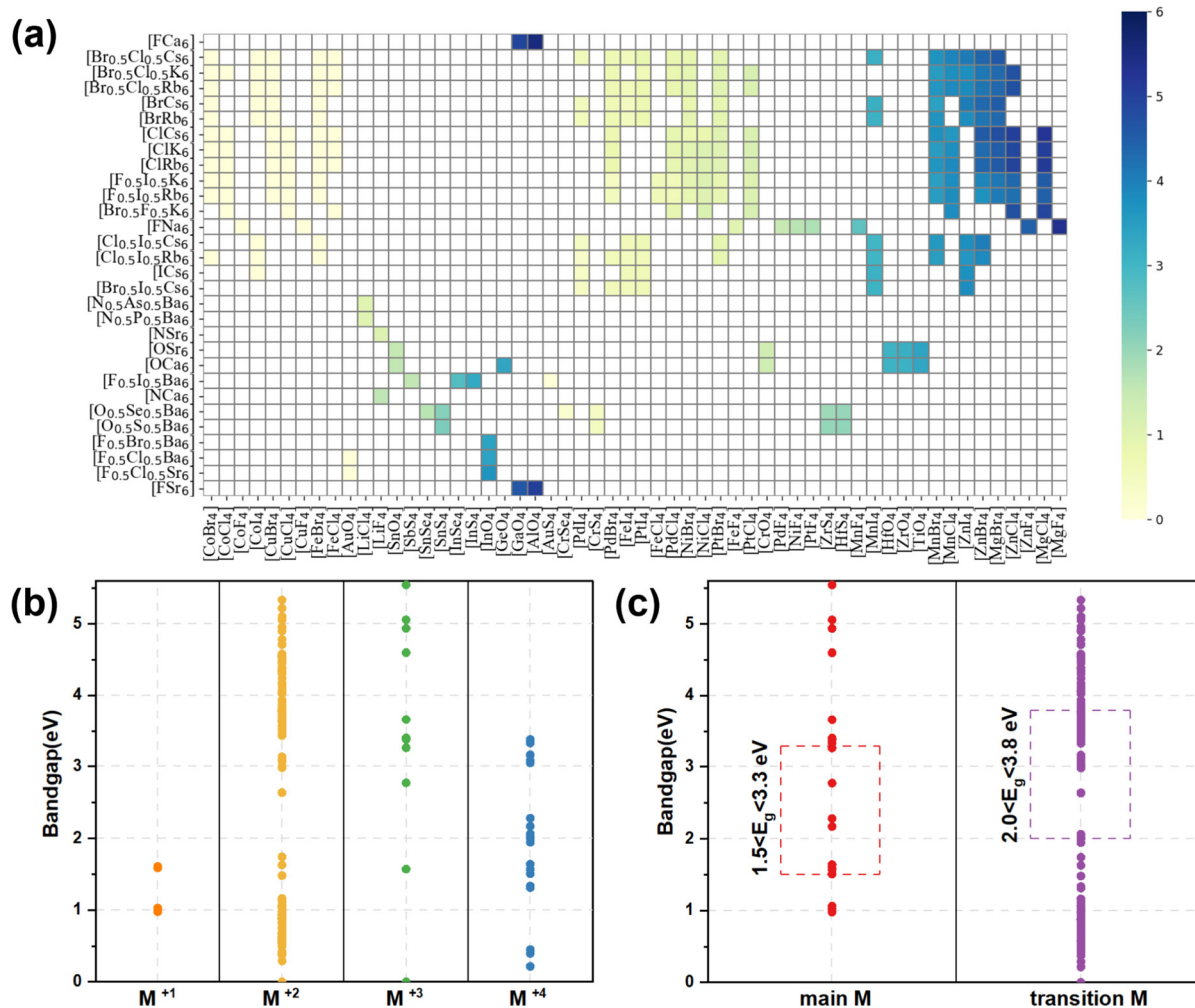 (a)
[FCa₆]
[Br₀.₅Cl₀.₅Cs₆]
[Br₀.₅Cl₀.₅K₆]
[Br₀.₅Cl₀.₅Rb₆]
[BrCs₆]
[BrRb₆]
[ClCs₆]
[ClK₆]
[ClRb₆]
[F₀.₅I₀.₅K₆]
[F₀.₅I₀.₅Rb₆]
[Br₀.₅F₀.₅K₆]
[FNa₆]
[Cl₀.₅I₀.₅Cs₆]
[Cl₀.₅I₀.₅Rb₆]
[ICs₆]
[Br₀.₅I₀.₅Cs₆]
[N₀.₅As₀.₅Ba₆]
[N₀.₅P₀.₅Ba₆]
[NSr₆]
[OSr₆]
[OCa₆]
[F₀.₅I₀.₅Ba₆]
[NCa₆]
[O₀.₅Se₀.₅Ba₆]
[O₀.₅S₀.₅Ba₆]
[F₀.₅Br₀.₅Ba₆]
[F₀.₅Cl₀.₅Ba₆]
[F₀.₅Cl₀.₅Sr₆]
[FSr₆]
[CoBr₄]
[CoCl₄]
[CoF₄]
[CoI₄]
[CuBr₄]
[CuCl₄]
[CuF₄]
[FeBr₄]
[FeCl₄]
[AuO₄]
[LiCl₄]
[LiF₄]
[SnO₄]
[SbS₄]
[SnSe₄]
[SnS₄]
[InSe₄]
[InS₄]
[InO₄]
[GeO₄]
[GaO₄]
[AlO₄]
[AuS₄]
[CrSe₄]
[CrS₄]
[PdI₄]
[PdBr₄]
[FeI₄]
[PtI₄]
[FeCl₄]
[PdCl₄]
[NiBr₄]
[NiCl₄]
[PtBr₄]
[FeF₄]
[PtCl₄]
[CrO₄]
[PdF₄]
[NiF₄]
[PtF₄]
[ZrS₄]
[HfS₄]
[MnF₄]
[MnI₄]
[HfO₄]
[ZrO₄]
[TiO₄]
[MnBr₄]
[MnCl₄]
[ZnI₄]
[ZnBr₄]
[MgBr₄]
[ZnCl₄]
[ZnF₄]
[MgCl₄]
[MgF₄]
6
5
4
3
2
1
0
(b)
Bandgap(eV)
5
4
3
2
1
0
M ⁺¹
M ⁺²
M ⁺³
M ⁺⁴
(c)
Bandgap(eV)
5
4
3
2
1
0
1.5<E_g<3.3 eV
2.0<E_g<3.8 eV
main M
transition M